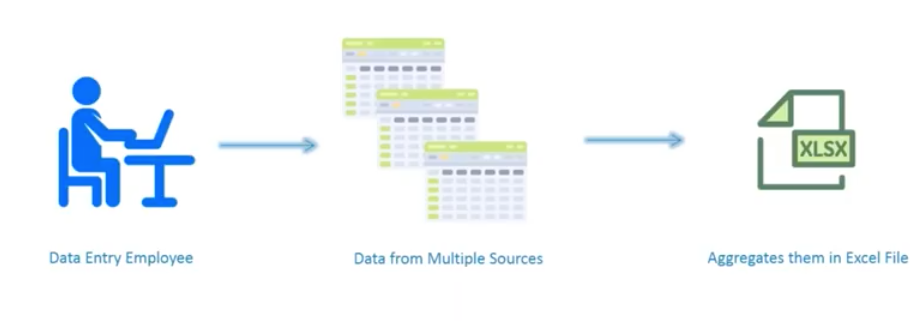 XLSX
Data Entry Employee
Data from Multiple Sources
Aggregates them in Excel File